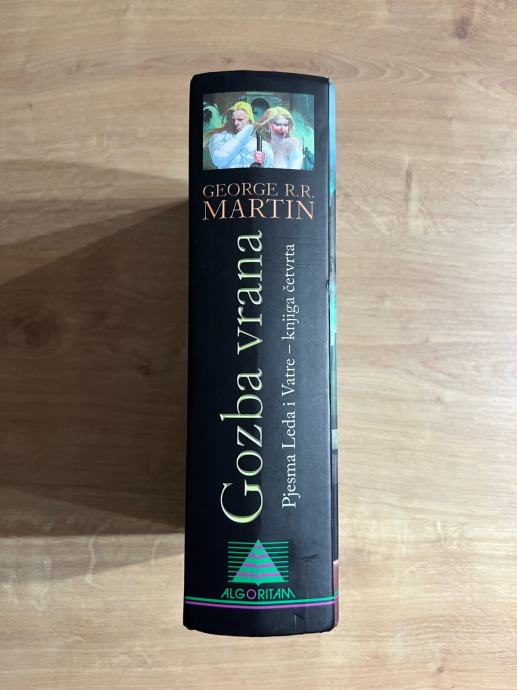 GEORGE R.R.
MARTIN
Gozba vrana
Pjesma Leda i Vatre – knjiga četvrta
ALGORITAM